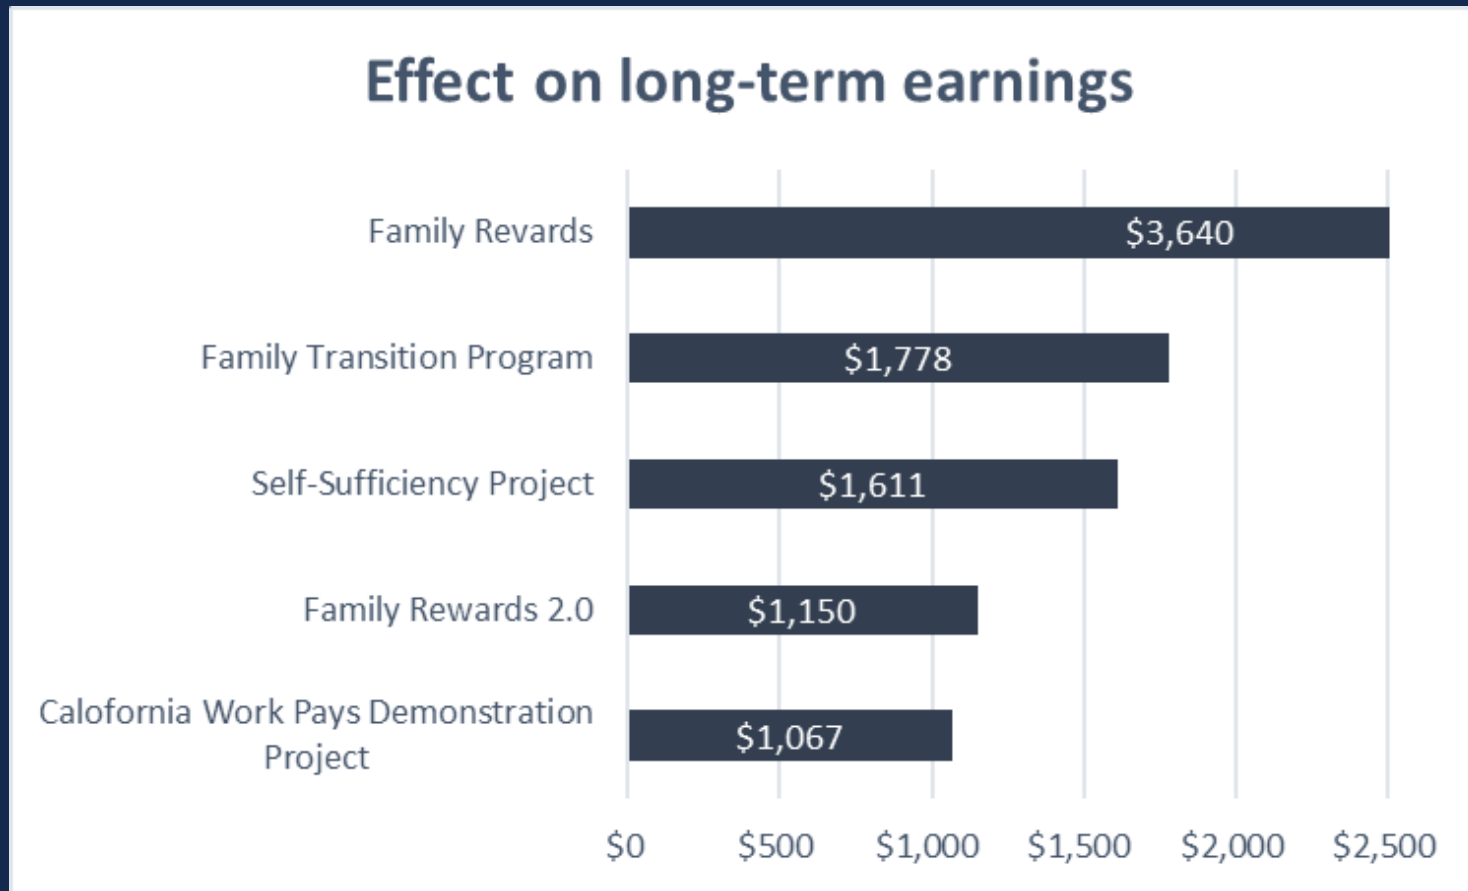 Effect on long-term earnings
Family Revards
$3,640
Family Transition Program
$1,778
Self-Sufficiency Project
$1,611
Family Rewards 2.0
$1,150
Calofornia Work Pays Demonstration
Project
$1,067
$0 $500 $1,000 $1,500 $2,000 $2,500